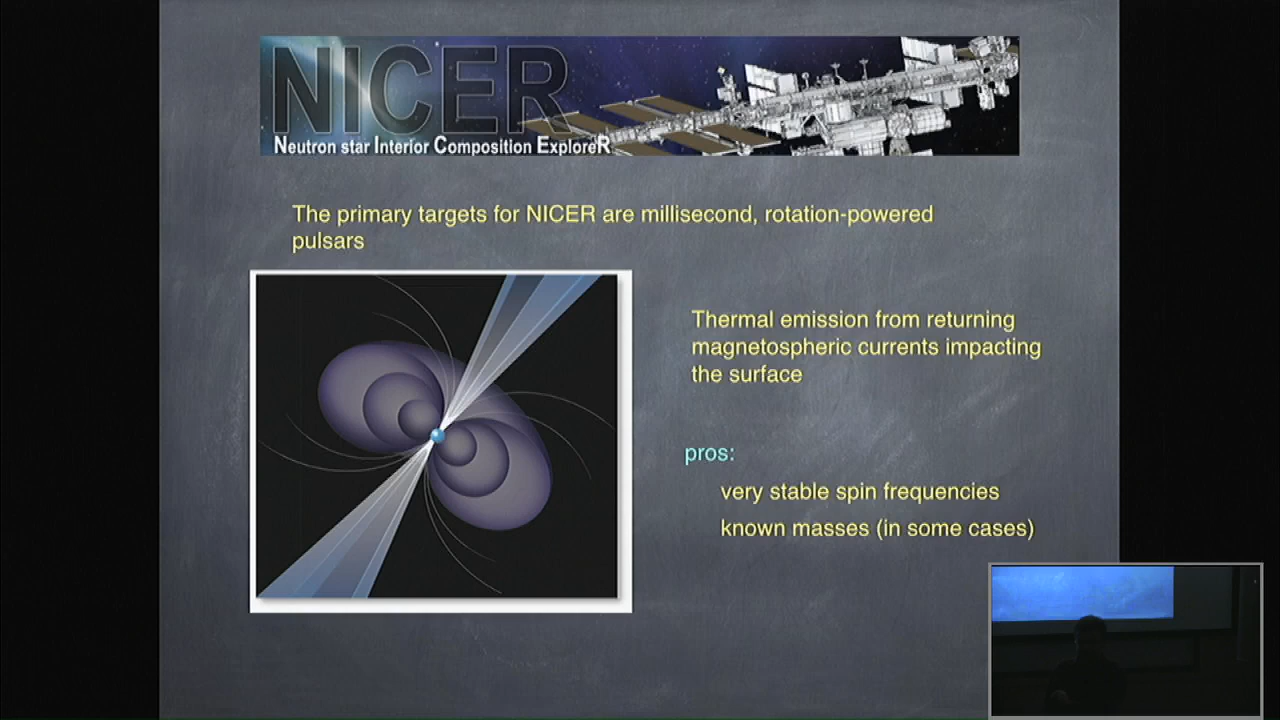 NICER
Neutron star Interior Composition ExploreR
The primary targets for NICER are millisecond, rotation-powered
pulsars
Thermal emission from returning
magnetospheric currents impacting
the surface
pros:
very stable spin frequencies
known masses (in some cases)